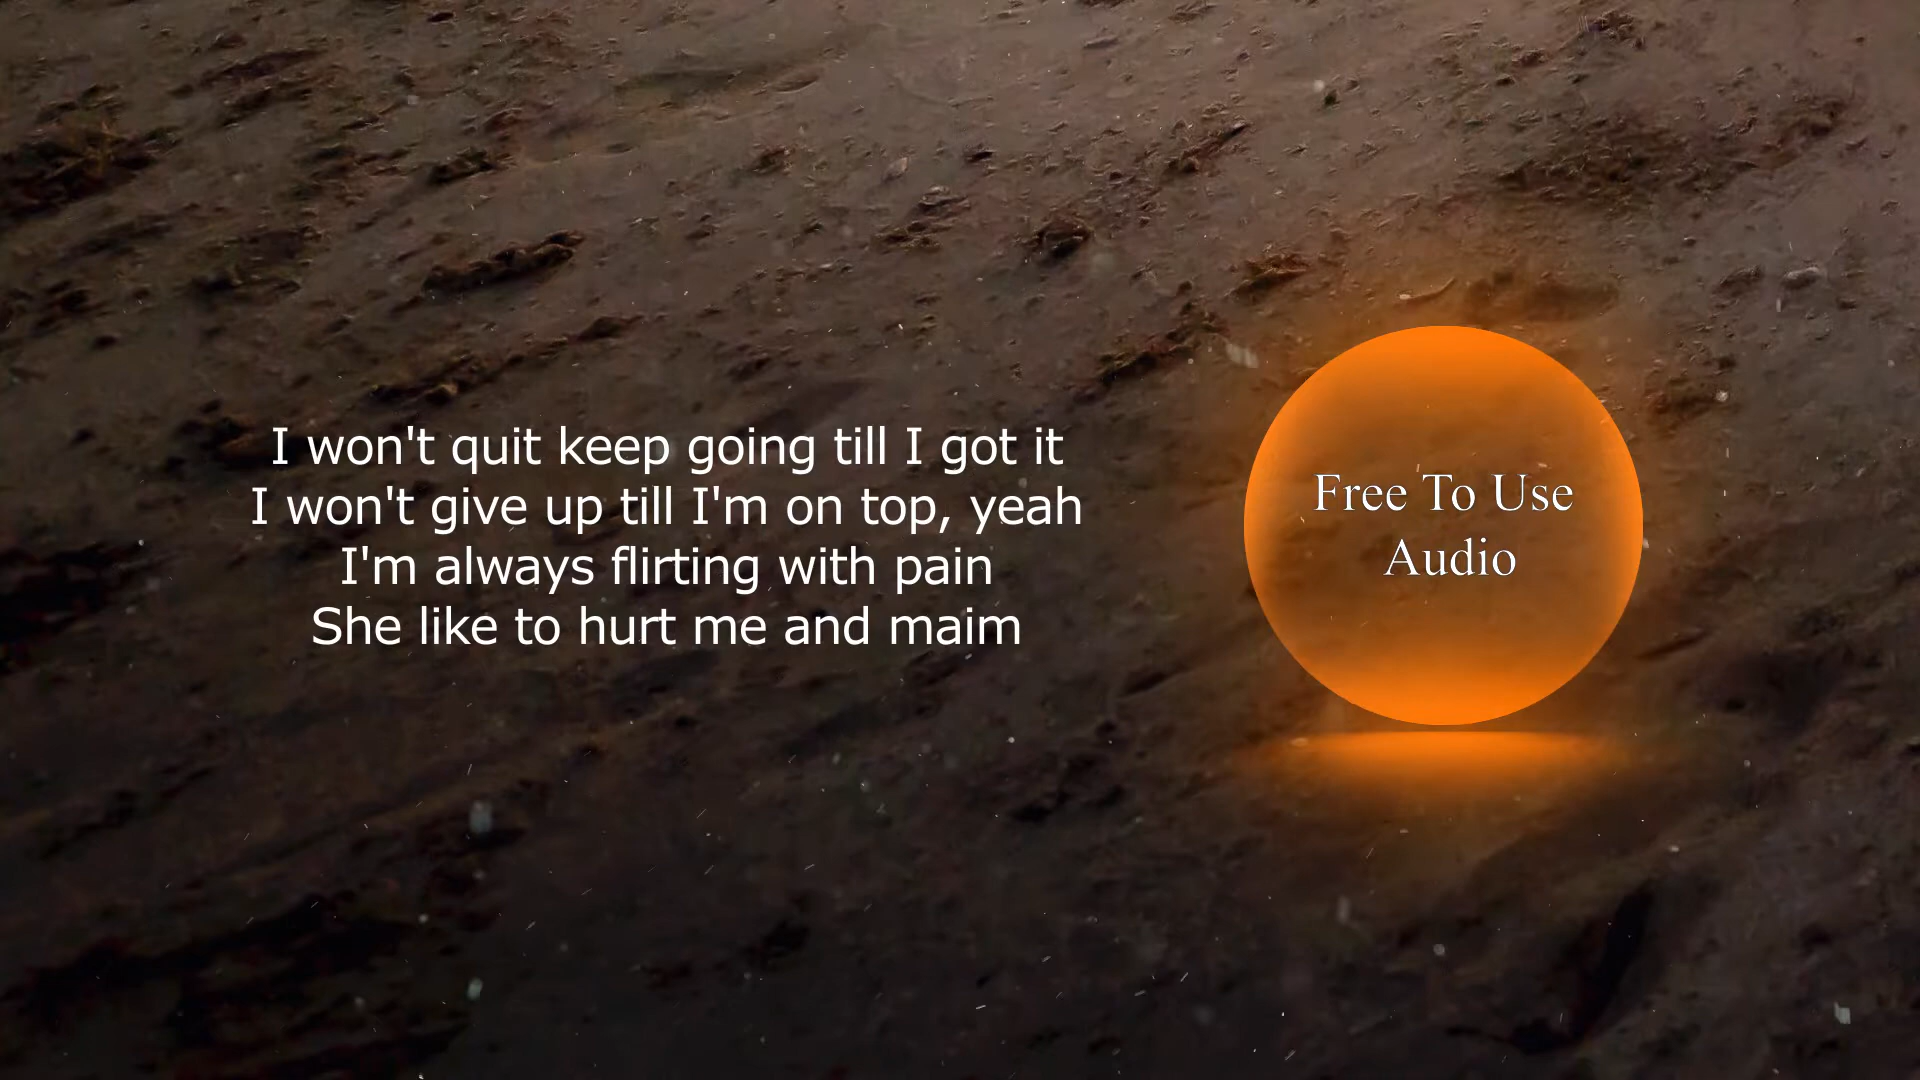 I won't quit keep going till I got it
I won't give up till I'm on top, yeah
I'm always flirting with pain
She like to hurt me and maim
Free To Use
Audio